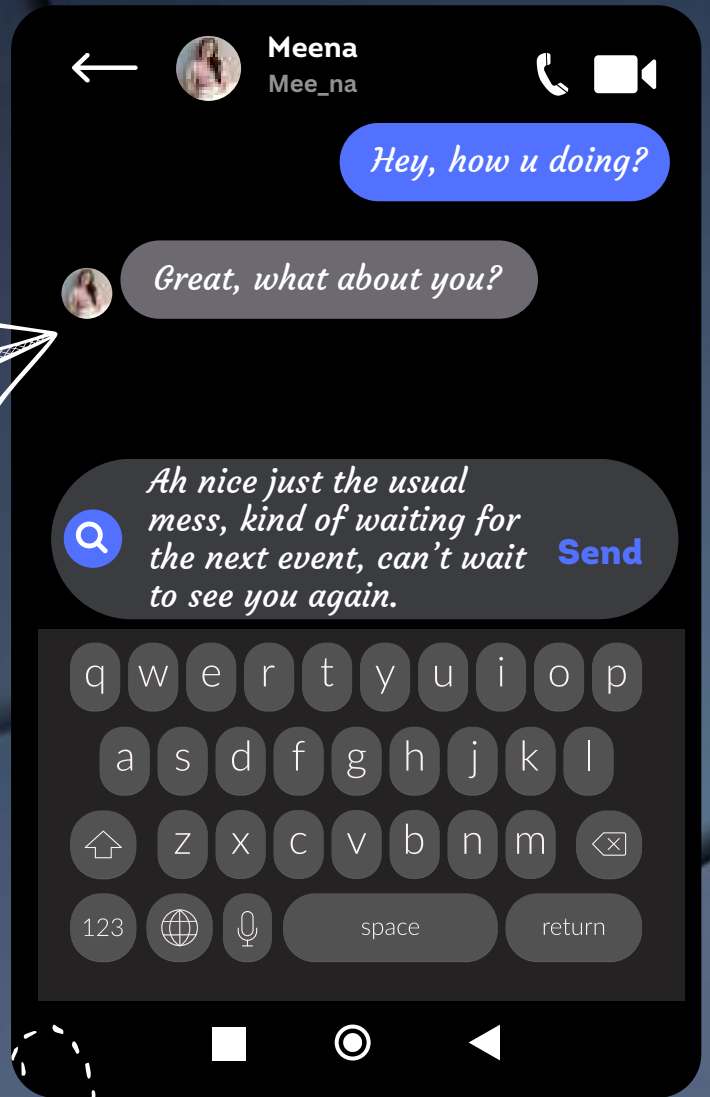 Meena
Mee_na
Hey, how u doing?
Great, what about you?
Ah nice just the usual
mess, kind of waiting for
the next event, can't wait
to see you again.
Send
q w e r t y u i o p
a s d f g h j k l
z x c v b n m
123 space return